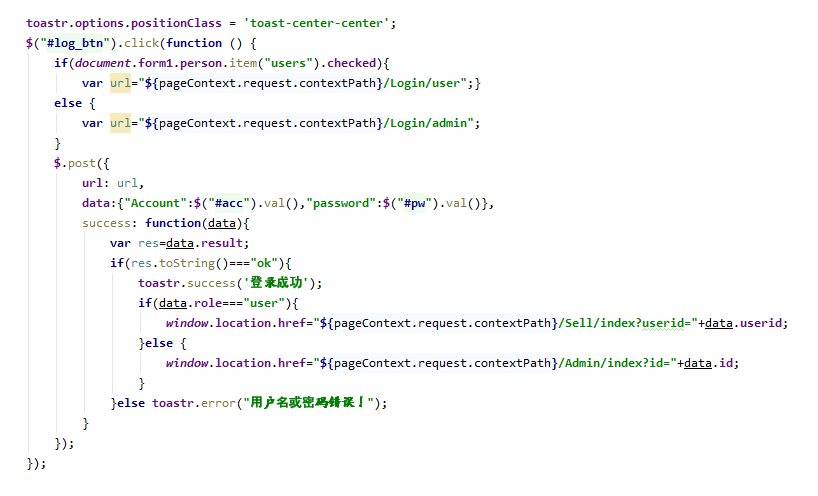 toastr.options.positionClass = 'toast-center-center';
$("#log_btn").click(function () {
    if(document.form1.person.item("users").checked){
        var url="${pageContext.request.contextPath}/Login/user";}
    else {
        var url="${pageContext.request.contextPath}/Login/admin";
    }
    $.post({
        url: url,
        data:{"Account":$("#acc").val(),"password":$("#pw").val()},
        success: function(data){
            var res=data.result;
            if(res.toString()==="ok"){
                toastr.success('登录成功');
                if(data.role==="user"){
                    window.location.href="${pageContext.request.contextPath}/Sell/index?userid="+data.userid;
                }else {
                    window.location.href="${pageContext.request.contextPath}/Admin/index?id="+data.id;
                }
            }else toastr.error("用户名或密码错误！");
        }
    });
});